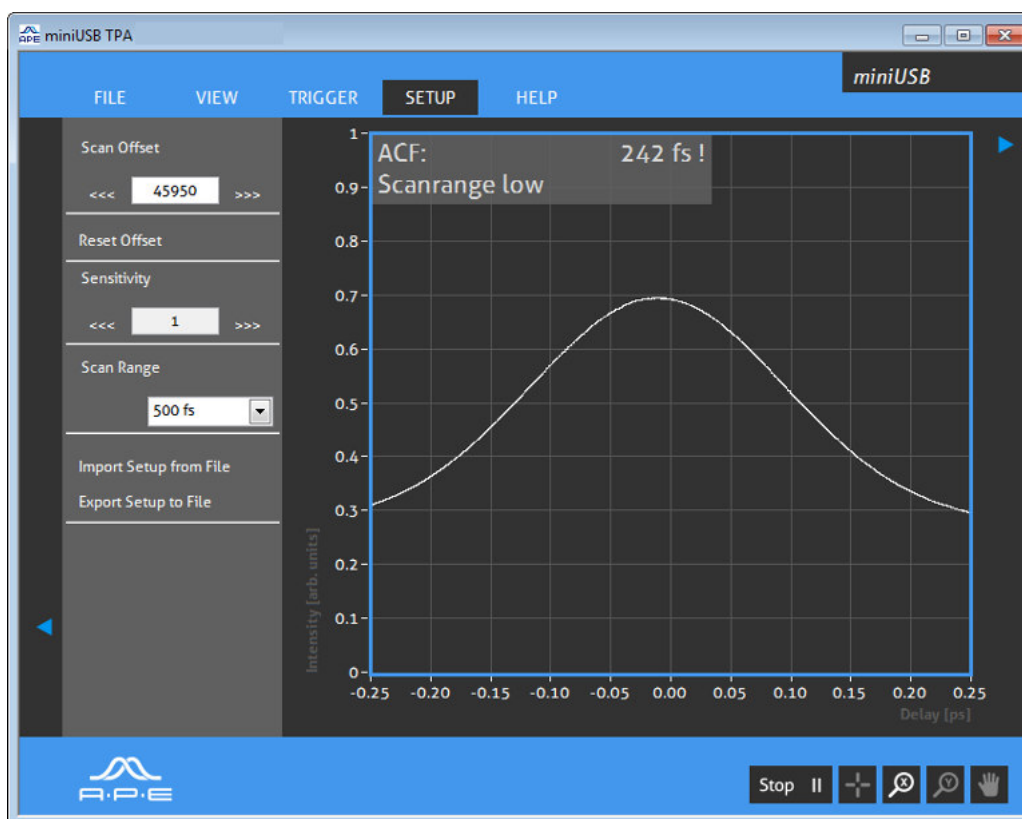 APE miniUSB TPA
miniUSB
FILE VIEW TRIGGER SETUP HELP
Scan Offset
<<< 45950 >>>
Reset Offset
Sensitivity
<<< 1 >>>
Scan Range
500 fs
Import Setup from File
Export Setup to File
ACF: 242 fs !
Scanrange low
1
0.9
0.8
0.7
0.6
0.5
0.4
0.3
0.2
0.1
0
Intensity [arb. units]
-0.25 -0.20 -0.15 -0.10 -0.05 0.00 0.05 0.10 0.15 0.20 0.25
Delay [ps]
A·P·E
Stop
X
Y